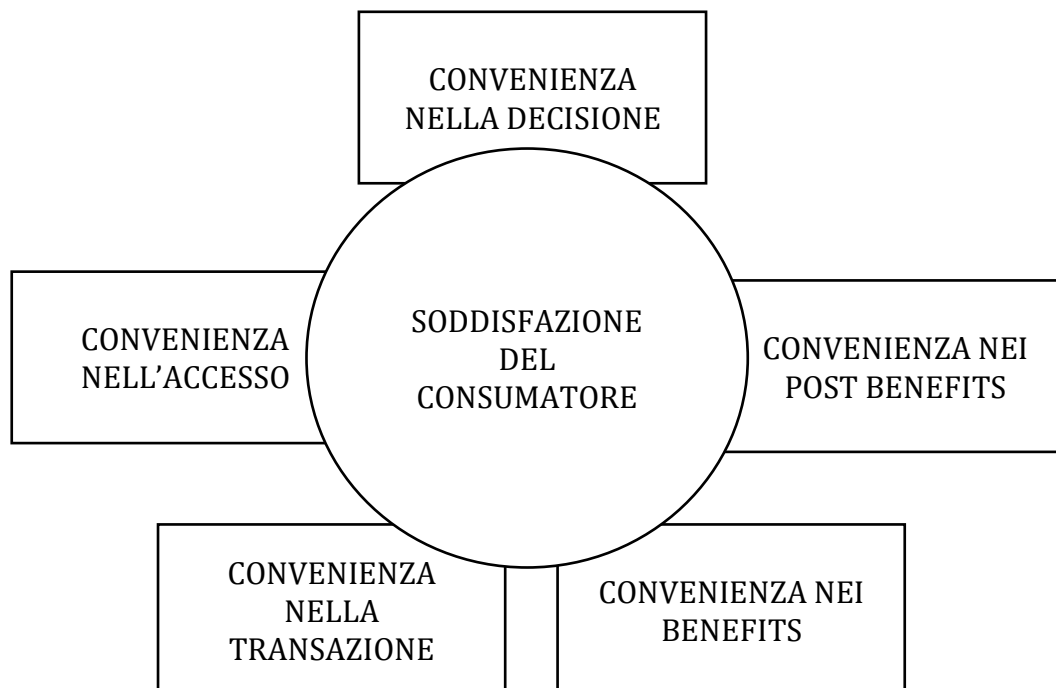 CONVENIENZA
NELLA DECISIONE
CONVENIENZA
NELL’ACCESSO
SODDISFAZIONE
DEL
CONSUMATORE
CONVENIENZA NEI
POST BENEFITS
CONVENIENZA
NELLA
TRANSAZIONE
CONVENIENZA NEI
BENEFITS